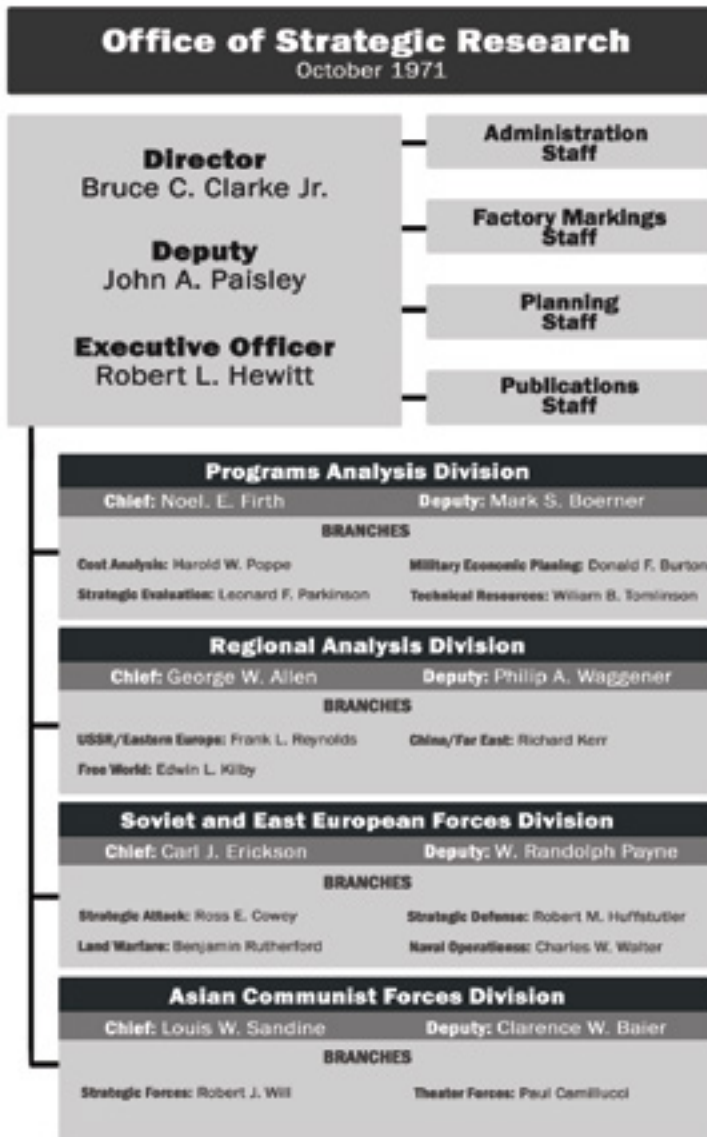 Office of Strategic Research
October 1971
Director
Bruce C. Clarke Jr.
Deputy
John A. Paisley
Executive Officer
Robert L. Hewitt
Administration
Staff
Factory Markings
Staff
Planning
Staff
Publications
Staff
Programs Analysis Division
Chief: Noel. E. Firth Deputy: Mark S. Boerner
BRANCHES
Cost Analysis: Harold W. Poppe Military Economic Planing: Donald F. Burton
Strategic Evaluation: Leonard F. Parkinson Technical Resources: Wiliam B. Tomlinson
Regional Analysis Division
Chief: George W. Allen Deputy: Philip A. Waggener
BRANCHES
USSR/Eastern Europe: Frank L. Reynolds China/Far East: Richard Kerr
Free World: Edwin L. Kilby
Soviet and East European Forces Division
Chief: Carl J. Erickson Deputy: W. Randolph Payne
BRANCHES
Strategic Attack: Ross E. Cowey Strategic Defense: Robert M. Huffstutler
Land Warfare: Benjamin Rutherford Naval Operatioess: Charles W. Walter
Asian Communist Forces Division
Chief: Louis W. Sandine Deputy: Clarence W. Baier
BRANCHES
Strategic Forces: Robert J. Will Theater Forces: Paul Camillucci